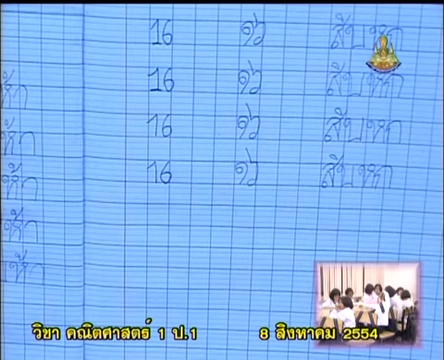 16 ๑๖ สิบหก
16 ๑๖ สิบหก
16 ๑๖ สิบหก
16 ๑๖ สิบหก
วิชา คณิตศาสตร์ 1 ป.1 8 สิงหาคม 2554